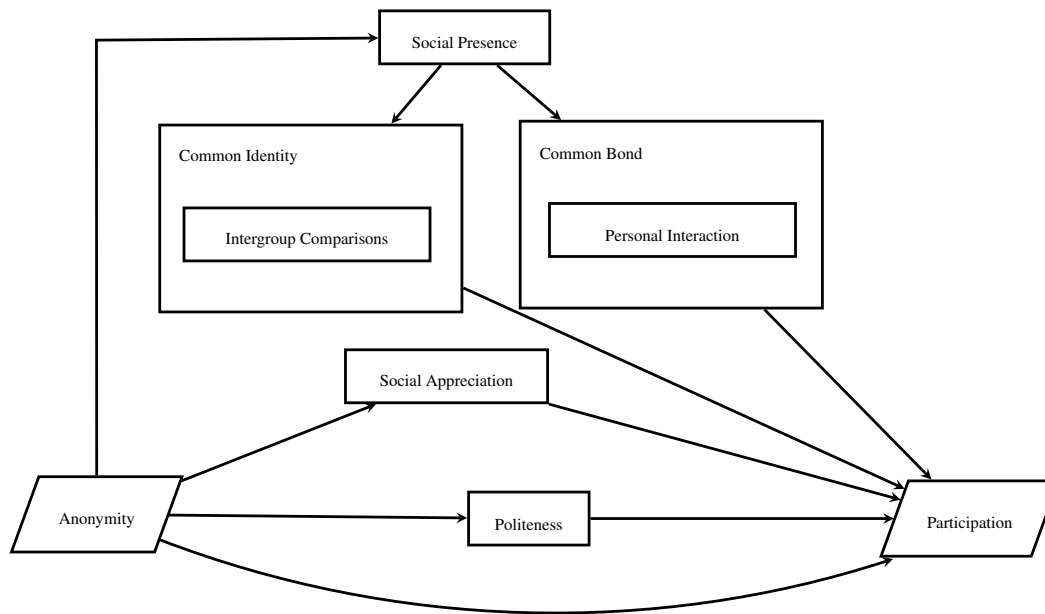 Social Presence
Common Identity
Common Bond
Intergroup Comparisons
Personal Interaction
Social Appreciation
Anonymity
Politeness
Participation